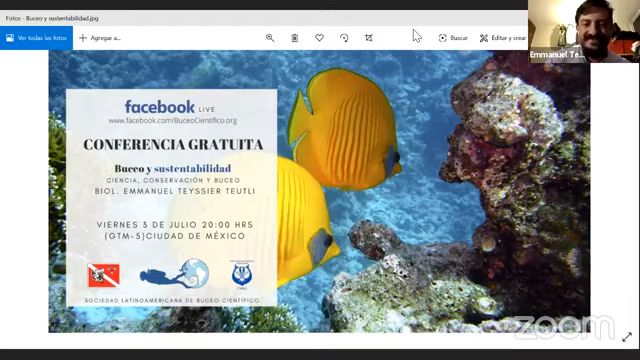 Fotos - Buceo y sustentabilidad.jpg
Ver todas las fotos
Agregar a...
Buscar
Editar y crear
Emmanuel Te...
facebook LIVE
www.facebook.com/BuceoCientifico.org
CONFERENCIA GRATUITA
Buceo y sustentabilidad
CIENCIA, CONSERVACIÓN Y BUCEO
BIOL. EMMANUEL TEYSSIER TEUTLI
VIERNES 3 DE JULIO 20:00 HRS
(GTM-5)CIUDAD DE MÉXICO
SOCIEDAD LATINOAMERICANA DE BUCEO CIENTÍFICO
zoom